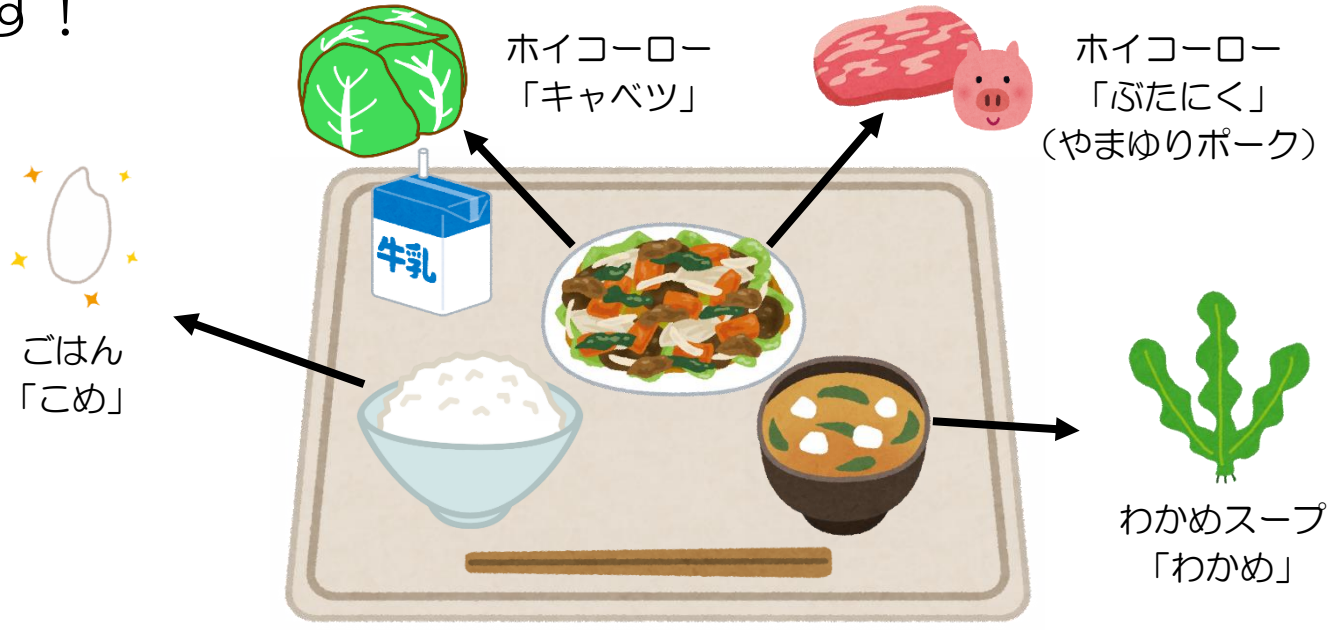 す！
ホイコーロー
「キャベツ」
ホイコーロー
「ぶたにく」
（やまゆりポーク）
牛乳
ごはん
「こめ」
わかめスープ
「わかめ」